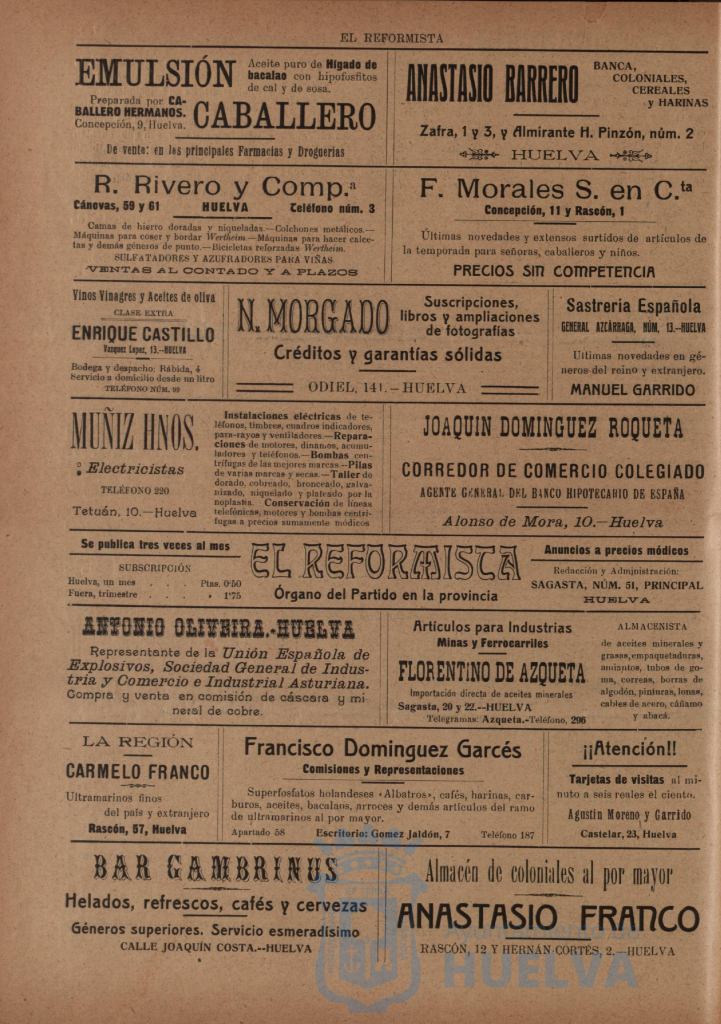 EL REFORMISTA
EMULSIÓN
Aceite puro de Hígado de
bacalao con hipofosfitos
de cal y de sosa.
Preparada por CA-
BALLERO HERMANOS.
Concepción, 9, Huelva.
CABALLERO
De venta: en las principales Farmacias y Droguerias
ANASTASIO BARRERO
BANCA,
COLONIALES,
CEREALES
y HARINAS
Zafra, 1 y 3, y Almirante H. Pinzón, núm. 2
HUELVA
R. Rivero y Comp.ª
Cánovas, 59 y 61 HUELVA Teléfono núm. 3
Camas de hierro doradas y niqueladas.—Colchones metálicos.—
Máquinas para coser y bordar Wertheim.—Máquinas para hacer calce-
tas y demás géneros de punto.—Bicicletas reforzadas Wertheim.
SULFATADORES Y AZUFRADORES PARA VIÑAS
VENTAS AL CONTADO Y A PLAZOS
F. Morales S. en C.ta
Concepción, 11 y Rascón, 1
Últimas novedades y extensos surtidos de artículos de
la temporada para señoras, caballeros y niños.
PRECIOS SIN COMPETENCIA
Vinos Vinagres y Aceites de oliva
CLASE EXTRA
ENRIQUE CASTILLO
Vazquez Lopez, 13.—HUELVA
Bodega y despacho: Rábida, 4
Servicio a domicilio desde un litro
TELÉFONO NÚM. 99
N. MORGADO
Suscripciones,
libros y ampliaciones
de fotografías
Créditos y garantías sólidas
ODIEL, 141.—HUELVA
Sastrería Española
GENERAL AZCÁRRAGA, NÚM. 13.—HUELVA
Ultimas novedades en gé-
neros del reino y extranjero.
MANUEL GARRIDO
MUÑIZ HNOS.
Electricistas
TELÉFONO 220
Tetuán, 10.—Huelva
Instalaciones eléctricas de te-
léfonos, timbres, cuadros indicadores,
para-rayos y ventiladores.—Repara-
ciones de motores, dinamos, acumu-
ladores y teléfonos.—Bombas cen-
trífugas de las mejores marcas.—Pilas
de varias marcas y secas.—Taller de
dorado, cobreado, bronceado, galva-
nizado, niquelado y plateado por la
noplastia. Conservación de líneas
telefónicas, motores y bombas centrí-
fugas a precios sumamente módicos
JOAQUIN DOMINGUEZ ROQUETA
CORREDOR DE COMERCIO COLEGIADO
AGENTE GENERAL DEL BANCO HIPOTECARIO DE ESPAÑA
Alonso de Mora, 10.—Huelva
Se publica tres veces al mes
SUBSCRIPCIÓN
Huelva, un mes . . . Ptas. 0'50
Fuera, trimestre . . . » 1'75
EL REFORMISTA
Órgano del Partido en la provincia
Anuncios a precios módicos
Redacción y Administración:
SAGASTA, NÚM. 51, PRINCIPAL
HUELVA
ANTONIO OLIVEIRA.-HUELVA
Representante de la Unión Española de
Explosivos, Sociedad General de Indus-
tria y Comercio e Industrial Asturiana.
Compra y venta en comisión de cáscara y mi-
neral de cobre.
Artículos para Industrias
Minas y Ferrocarriles
FLORENTINO DE AZQUETA
Importación directa de aceites minerales
Sagasta, 20 y 22.—HUELVA
Telegramas: Azqueta.-Teléfono, 206
ALMACENISTA
de aceites minerales y
grasas, empaquetaduras,
amiantos, tubos de go-
ma, correas, borras de
algodón, pinturas, lonas,
cables de acero, cáñamo
y abacá.
LA REGIÓN
CARMELO FRANCO
Ultramarinos finos
del país y extranjero
Rascón, 57, Huelva
Francisco Dominguez Garcés
Comisiones y Representaciones
Superfosfatos holandeses «Albatros», cafés, harinas, car-
buros, aceites, bacalaos, arroces y demás artículos del ramo
de ultramarinos al por mayor.
Apartado 58 Escritorio: Gomez Jaldón, 7 Teléfono 187
¡¡Atención!!
Tarjetas de visitas al mi-
nuto a seis reales el ciento.
Agustin Moreno y Garrido
Castelar, 23, Huelva
BAR GAMBRINUS
Helados, refrescos, cafés y cervezas
Géneros superiores. Servicio esmeradísimo
CALLE JOAQUÍN COSTA.--HUELVA
Almacén de coloniales al por mayor
ANASTASIO FRANCO
RASCÓN, 12 Y HERNÁN CORTÉS, 2.—HUELVA
HUELVA